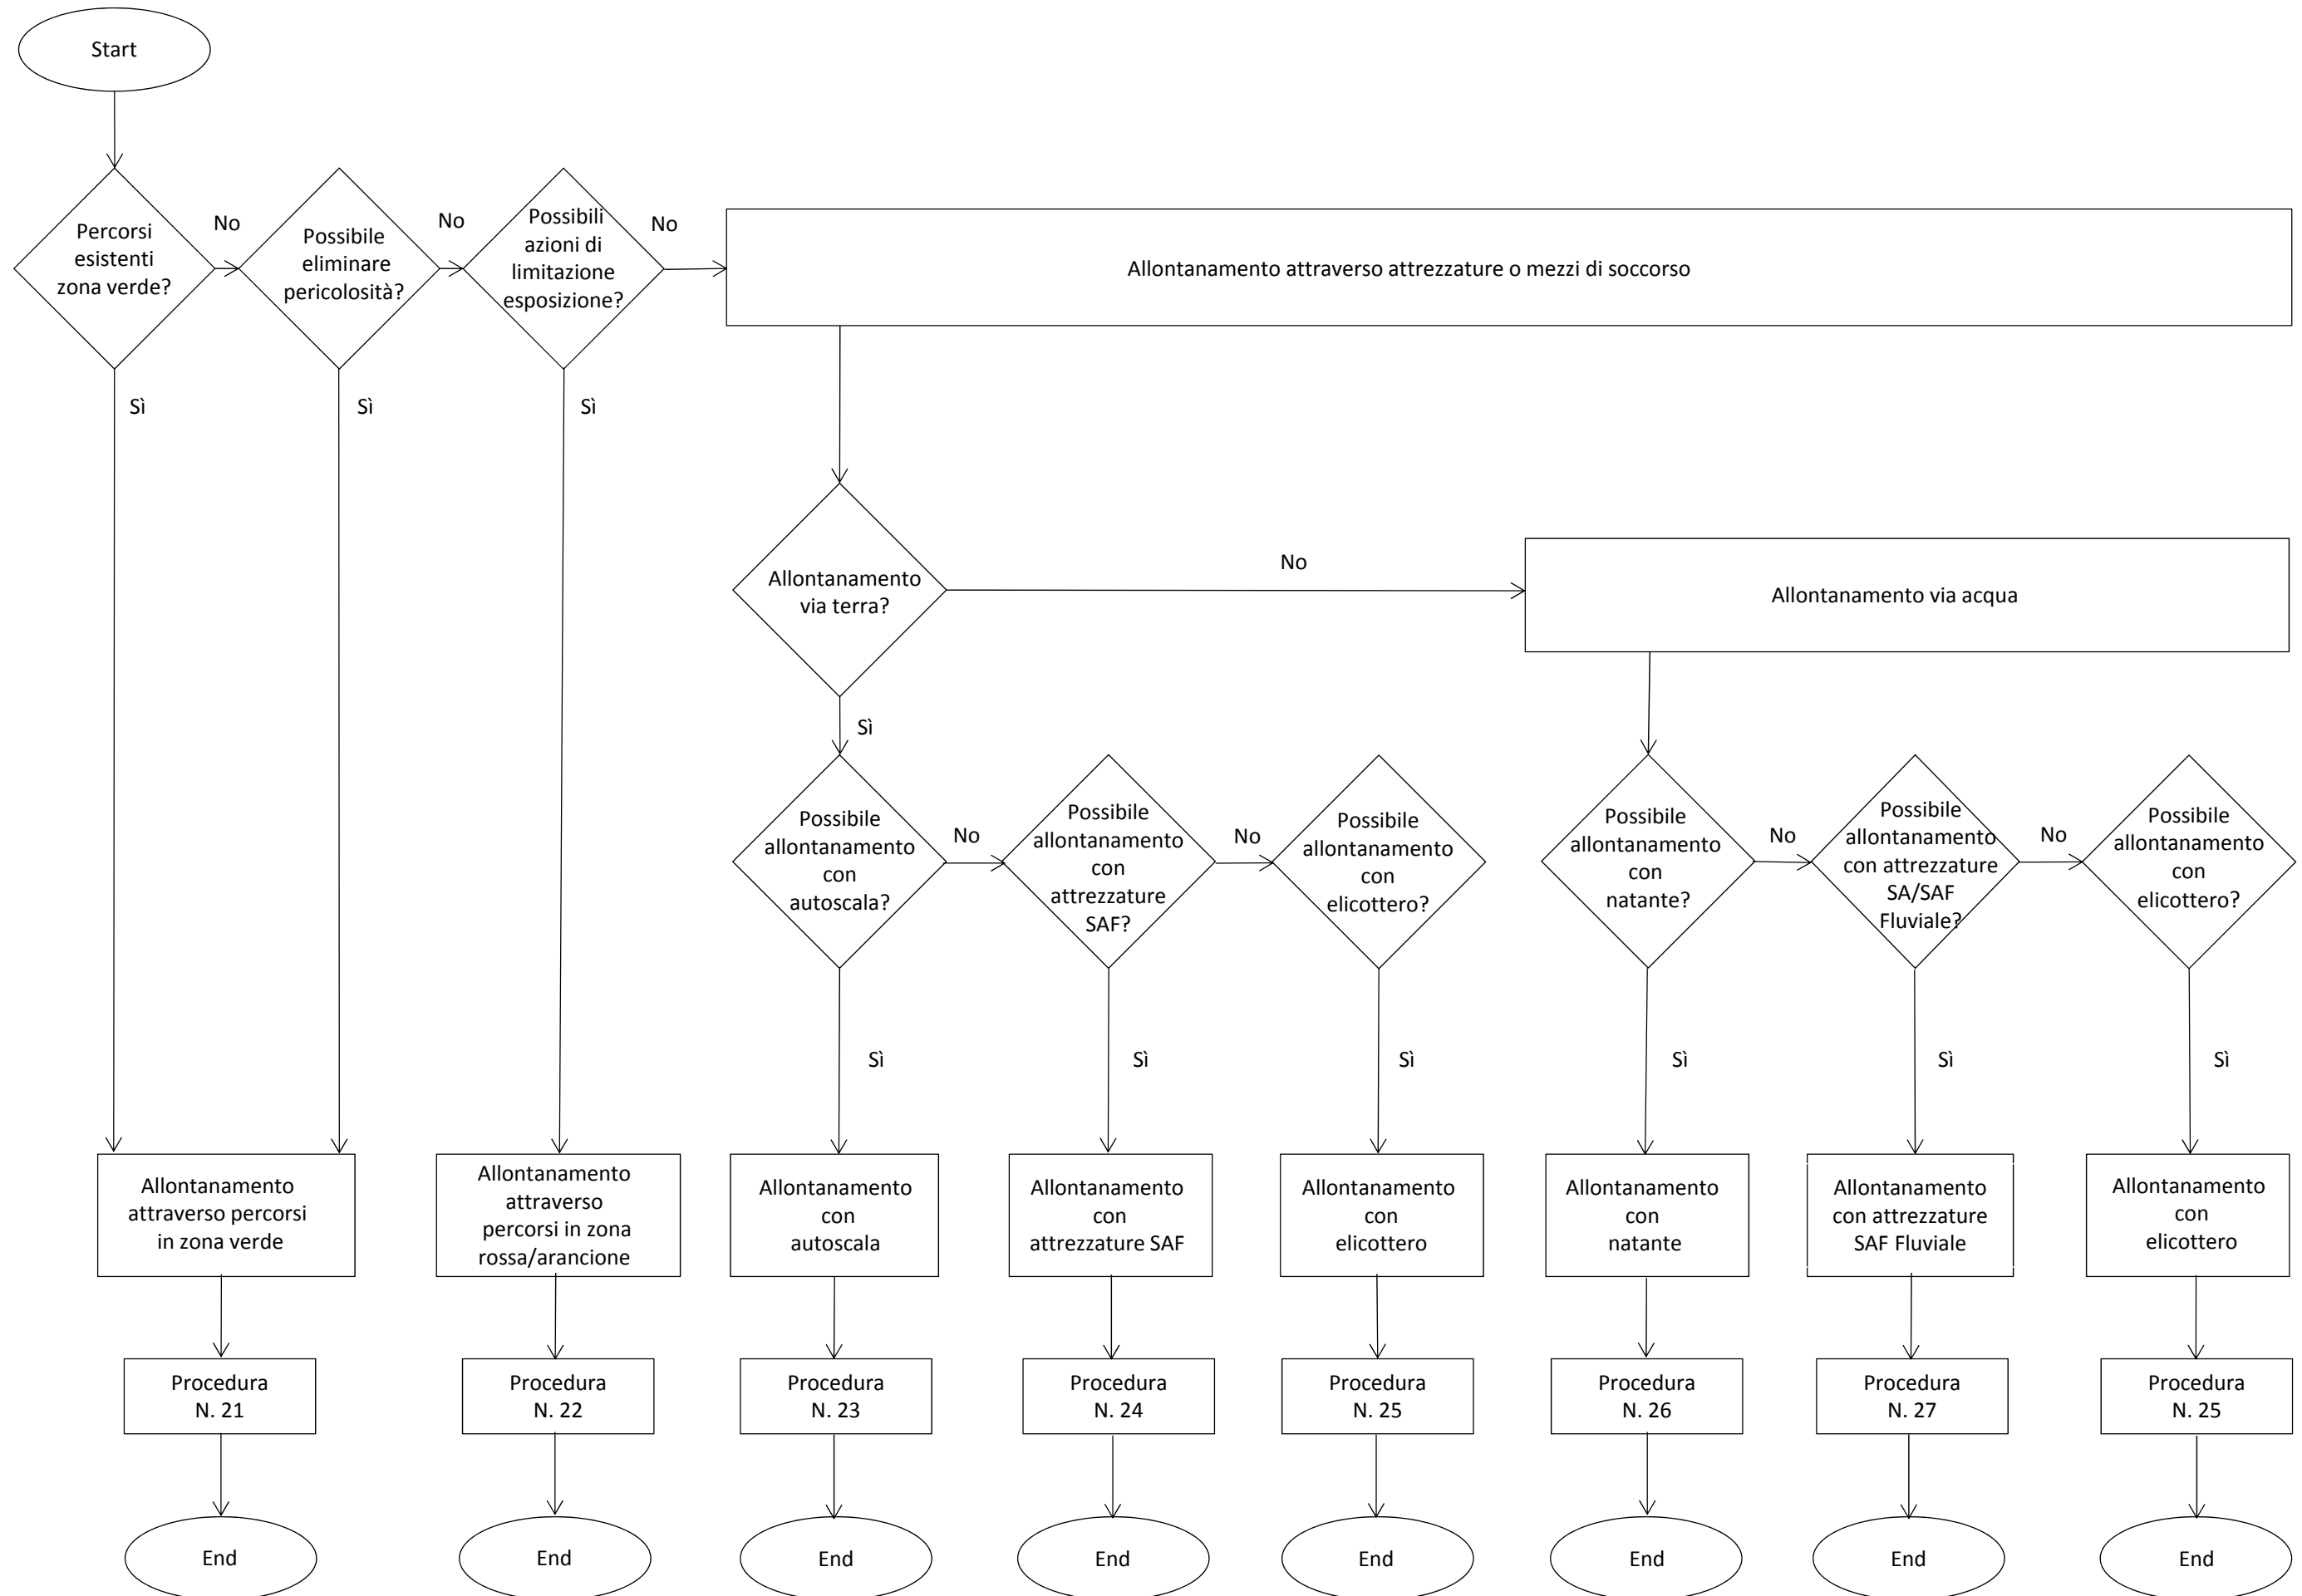 Start
Percorsi
esistenti
zona verde?
No
Possibile
eliminare
pericolosità?
No
Possibili
azioni di
limitazione
esposizione?
No
Allontanamento attraverso attrezzature o mezzi di soccorso
Sì
Sì
Sì
Allontanamento
via terra?
No
Allontanamento via acqua
Sì
Possibile
allontanamento
con
autoscala?
No
Possibile
allontanamento
con
attrezzature
SAF?
No
Possibile
allontanamento
con
elicottero?
Possibile
allontanamento
con
natante?
No
Possibile
allontanamento
con attrezzature
SA/SAF
Fluviale?
No
Possibile
allontanamento
con
elicottero?
Sì
Sì
Sì
Sì
Sì
Sì
Allontanamento
attraverso percorsi
in zona verde
Allontanamento
attraverso
percorsi in zona
rossa/arancione
Allontanamento
con
autoscala
Allontanamento
con
attrezzature SAF
Allontanamento
con
elicottero
Allontanamento
con
natante
Allontanamento
con attrezzature
SAF Fluviale
Allontanamento
con
elicottero
Procedura
N. 21
Procedura
N. 22
Procedura
N. 23
Procedura
N. 24
Procedura
N. 25
Procedura
N. 26
Procedura
N. 27
Procedura
N. 25
End
End
End
End
End
End
End
End